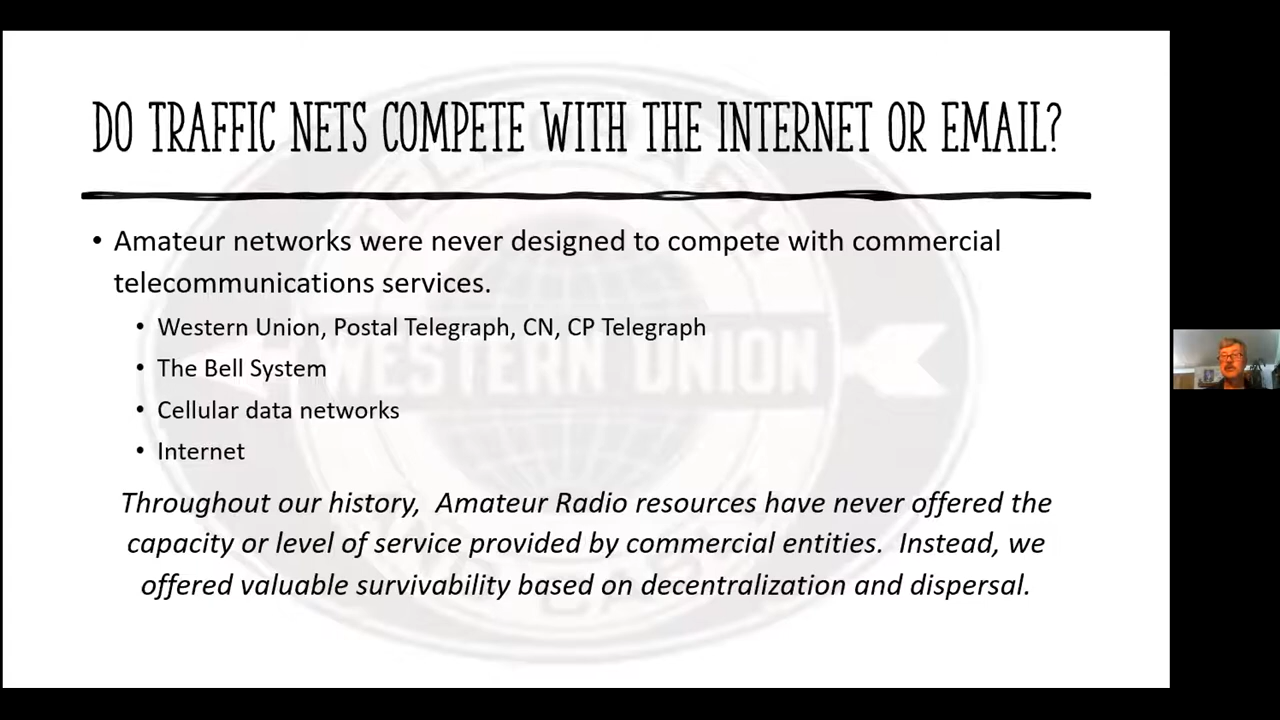 DO TRAFFIC NETS COMPETE WITH THE INTERNET OR EMAIL?
• Amateur networks were never designed to compete with commercial
telecommunications services.
• Western Union, Postal Telegraph, CN, CP Telegraph
• The Bell System
• Cellular data networks
• Internet
Throughout our history, Amateur Radio resources have never offered the
capacity or level of service provided by commercial entities. Instead, we
offered valuable survivability based on decentralization and dispersal.
WESTERN UNION